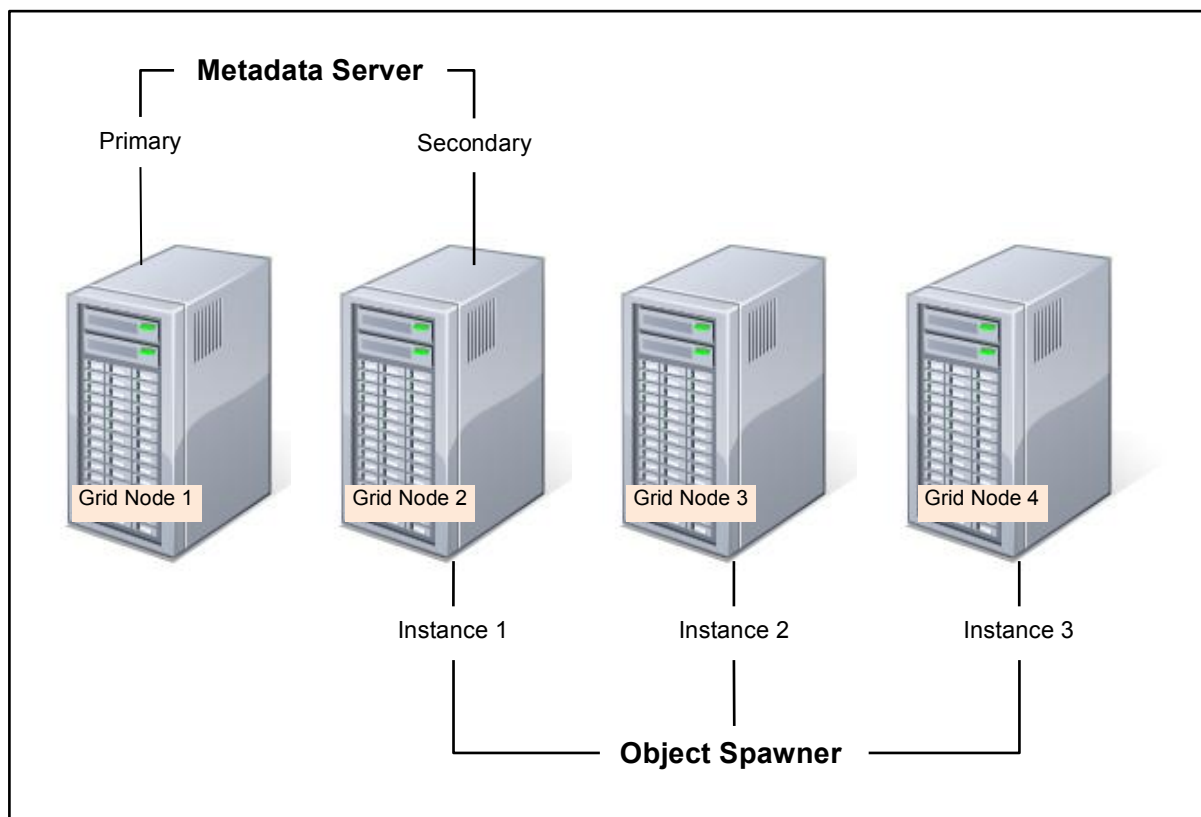 Metadata Server
Primary
Secondary
Grid Node 1
Grid Node 2
Grid Node 3
Grid Node 4
Instance 1
Instance 2
Instance 3
Object Spawner